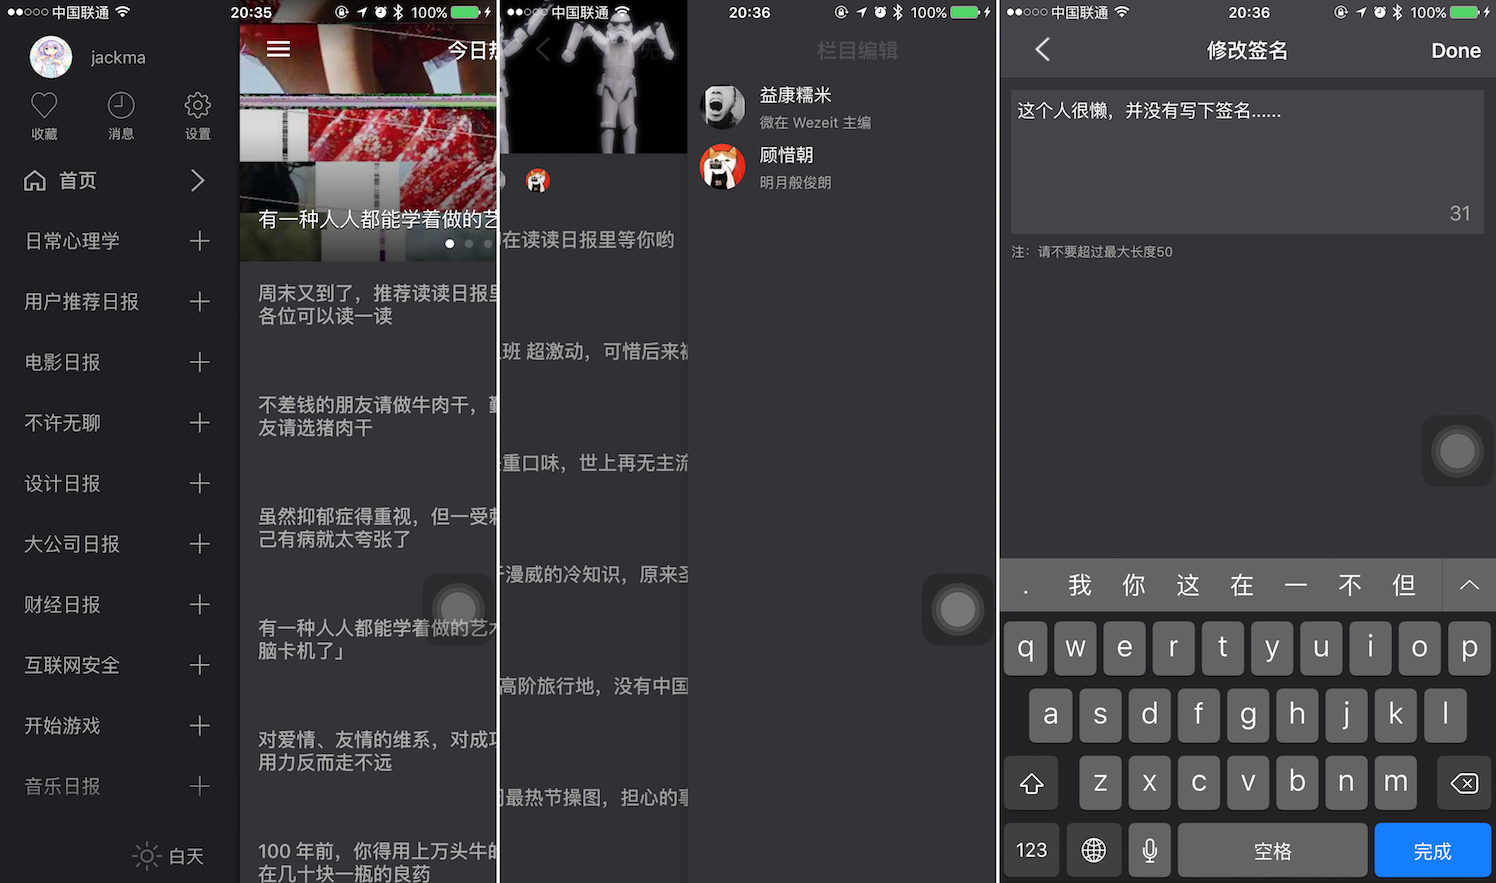 中国联通
20:35
100%
jackma
收藏
消息
设置
首页
日常心理学
用户推荐日报
电影日报
不许无聊
设计日报
大公司日报
财经日报
互联网安全
开始游戏
音乐日报
白天
今日热
有一种人人都能学着做的艺
周末又到了，推荐读读日报里
各位可以读一读
不差钱的朋友请做牛肉干，勤
友请选猪肉干
虽然抑郁症得重视，但一受刺
己有病就太夸张了
有一种人人都能学着做的艺术
脑卡机了」
对爱情、友情的维系，对成功
用力反而走不远
100 年前，你得用上万头牛的
在几十块一瓶的良药
中国联通
20:36
100%
在读读日报里等你哟
班 超激动，可惜后来被
重口味，世上再无主流
漫威的冷知识，原来圣
高阶旅行地，没有中国
最热节操图，担心的事
栏目编辑
益康糯米
微在 Wezeit 主编
顾惜朝
明月般俊朗
中国联通
20:36
100%
修改签名
Done
这个人很懒，并没有写下签名......
31
注：请不要超过最大长度50
. 我 你 这 在 一 不 但
q w e r t y u i o p
a s d f g h j k l
z x c v b n m
123 空格 完成